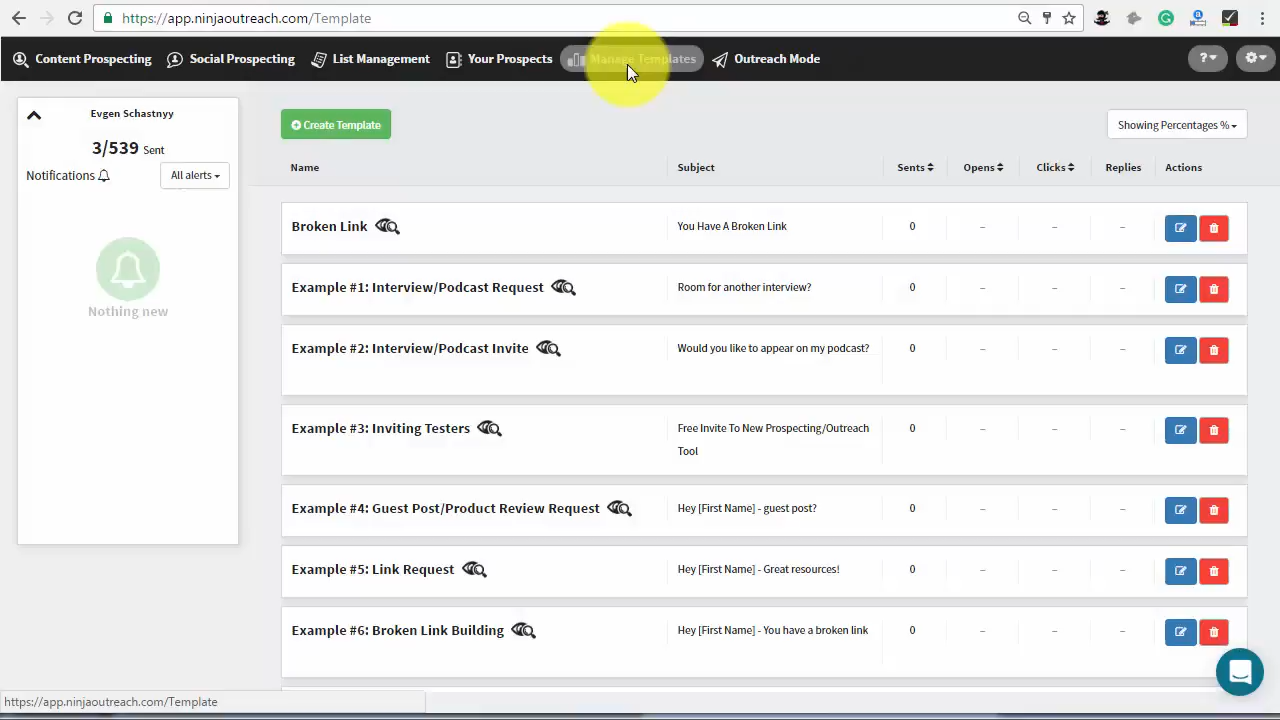 https://app.ninjaoutreach.com/Template
Content Prospecting Social Prospecting List Management Your Prospects Manage Templates Outreach Mode ?
Evgen Schastnyy
3/539 Sent
Notifications All alerts
Nothing new
Create Template Showing Percentages %
Name Subject Sents Opens Clicks Replies Actions
Broken Link You Have A Broken Link 0 – – –
Example #1: Interview/Podcast Request Room for another interview? 0 – – –
Example #2: Interview/Podcast Invite Would you like to appear on my podcast? 0 – – –
Example #3: Inviting Testers Free Invite To New Prospecting/Outreach 0 – – –
Tool
Example #4: Guest Post/Product Review Request Hey [First Name] - guest post? 0 – – –
Example #5: Link Request Hey [First Name] - Great resources! 0 – – –
Example #6: Broken Link Building Hey [First Name] - You have a broken link 0 – – –
https://app.ninjaoutreach.com/Template